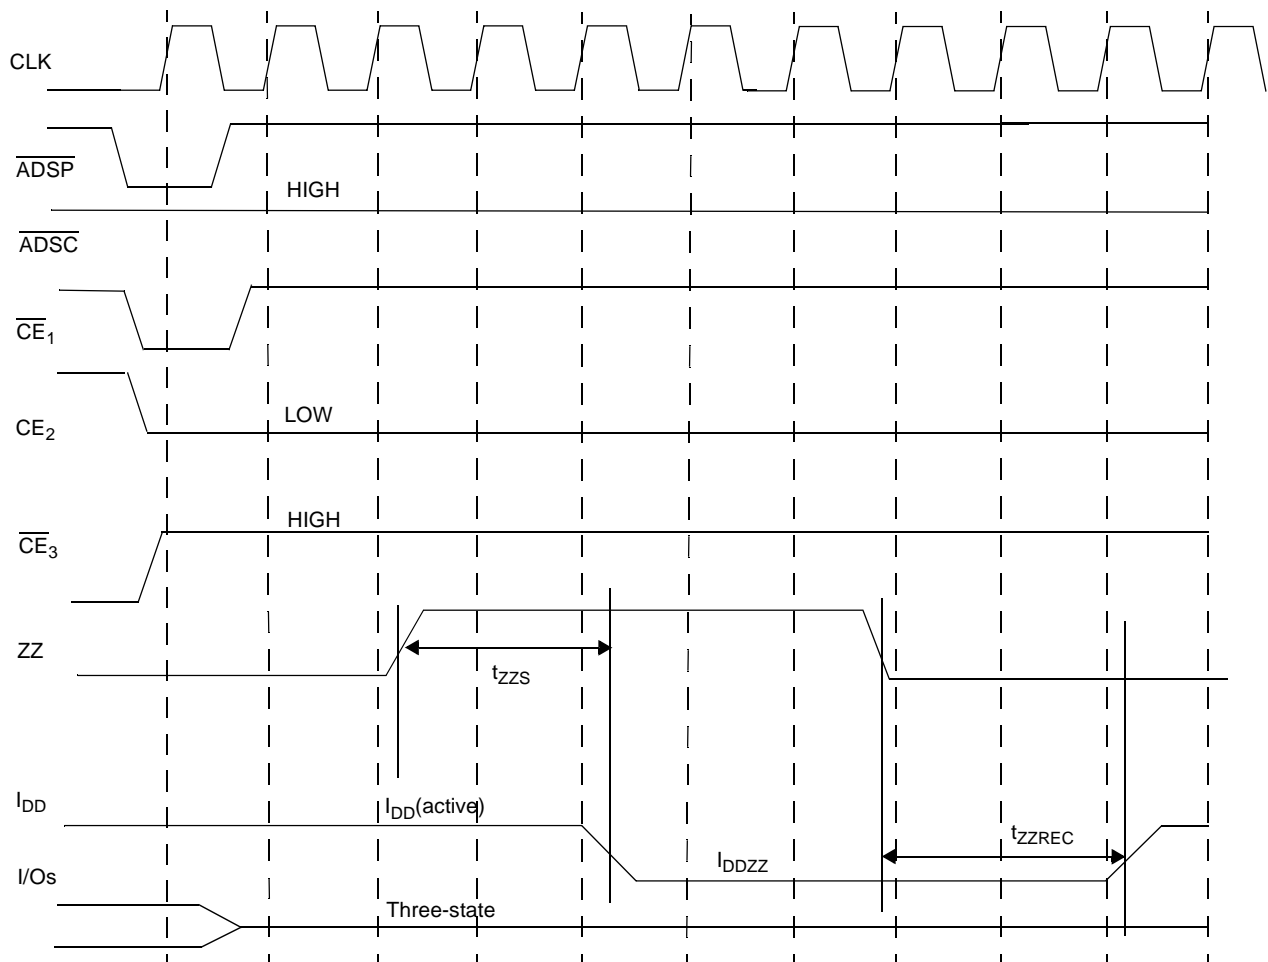 CLK
ADSP
HIGH
ADSC
CE1
LOW
CE2
HIGH
CE3
ZZ
tZZS
IDD
IDD(active)
tZZREC
IDDZZ
I/Os
Three-state